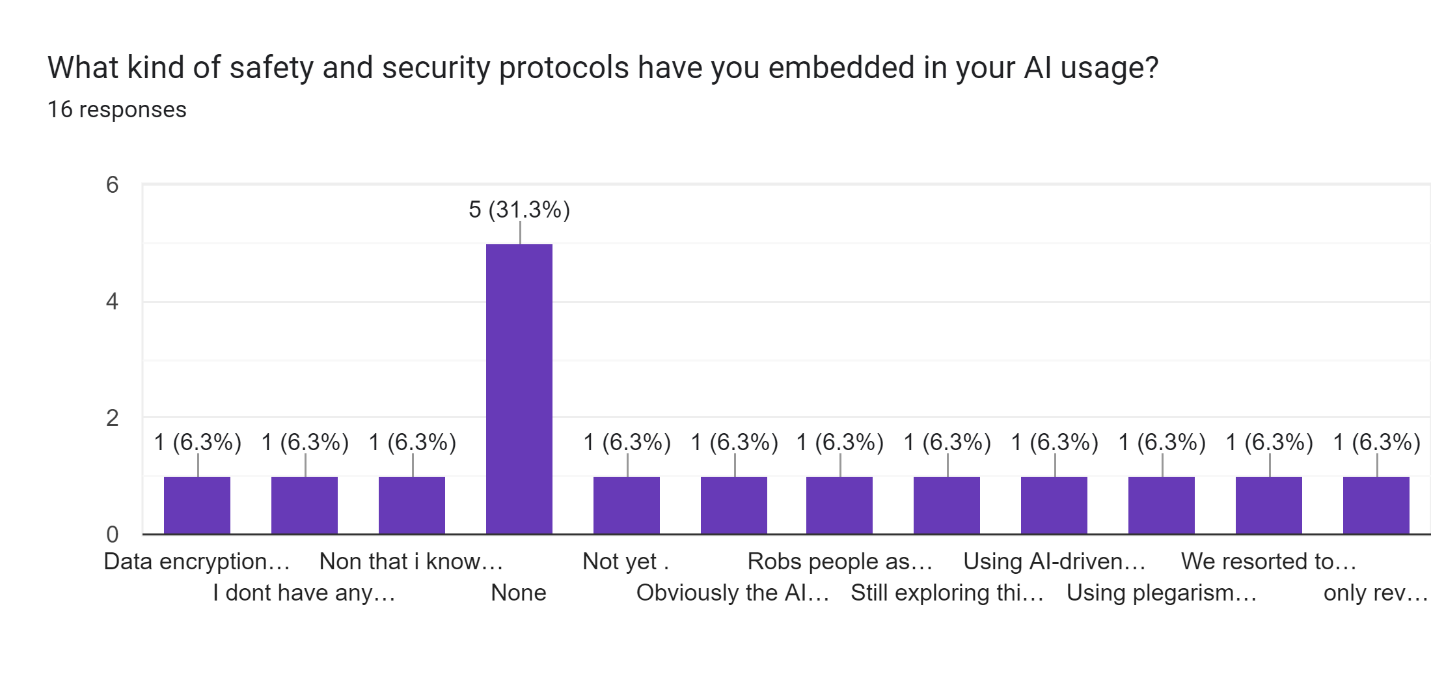 What kind of safety and security protocols have you embedded in your AI usage?
16 responses
6
4
2
0
5 (31.3%)
1 (6.3%) 1 (6.3%) 1 (6.3%) 1 (6.3%) 1 (6.3%) 1 (6.3%) 1 (6.3%) 1 (6.3%) 1 (6.3%) 1 (6.3%) 1 (6.3%)
Data encryption… Non that i know… Not yet . Robs people as… Using AI-driven… We resorted to…
I dont have any… None Obviously the AI… Still exploring thi… Using plegarism… only rev…